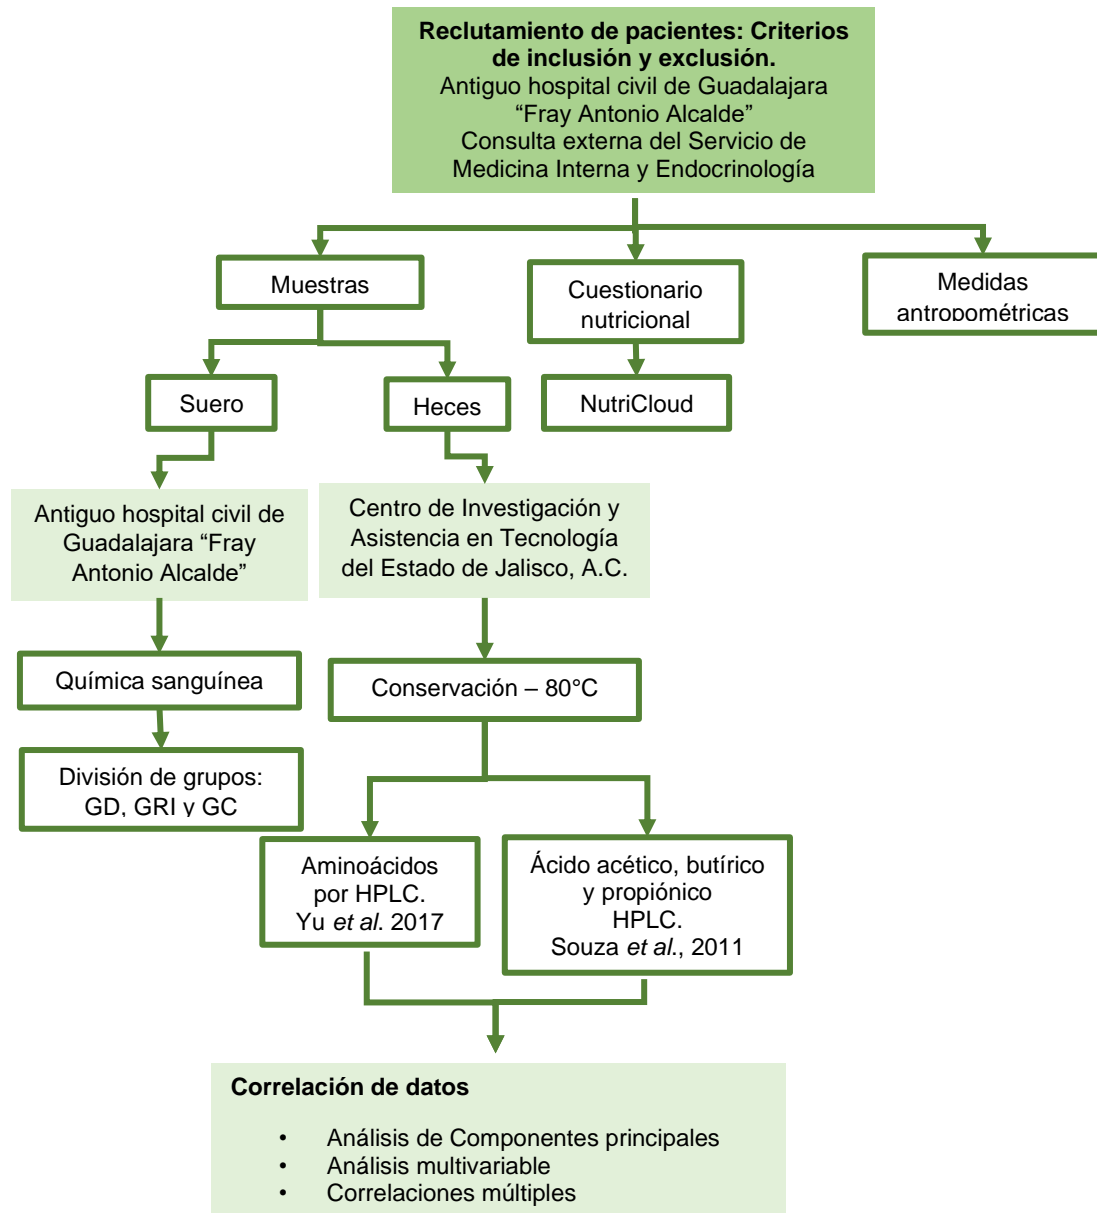 Reclutamiento de pacientes: Criterios
de inclusión y exclusión.
Antiguo hospital civil de Guadalajara
“Fray Antonio Alcalde”
Consulta externa del Servicio de
Medicina Interna y Endocrinología
Muestras
Cuestionario
nutricional
Medidas
antropométricas
Suero
Heces
NutriCloud
Antiguo hospital civil de
Guadalajara “Fray
Antonio Alcalde”
Centro de Investigación y
Asistencia en Tecnología
del Estado de Jalisco, A.C.
Química sanguínea
Conservación – 80°C
División de grupos:
GD, GRI y GC
Aminoácidos
por HPLC.
Yu et al. 2017
Ácido acético, butírico
y propiónico
HPLC.
Souza et al., 2011
Correlación de datos
• Análisis de Componentes principales
• Análisis multivariable
• Correlaciones múltiples